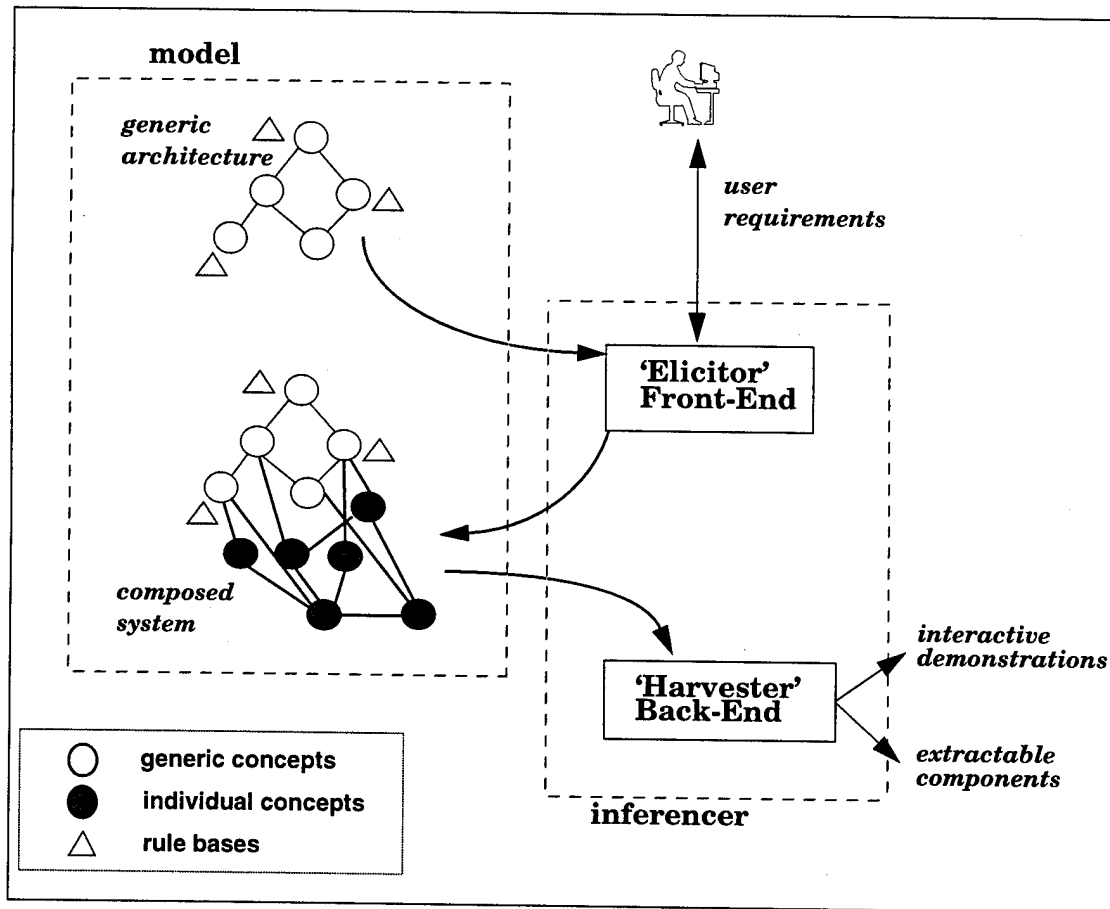 model
generic
architecture
user
requirements
'Elicitor'
Front-End
composed
system
interactive
demonstrations
'Harvester'
Back-End
extractable
components
inferencer
generic concepts
individual concepts
rule bases